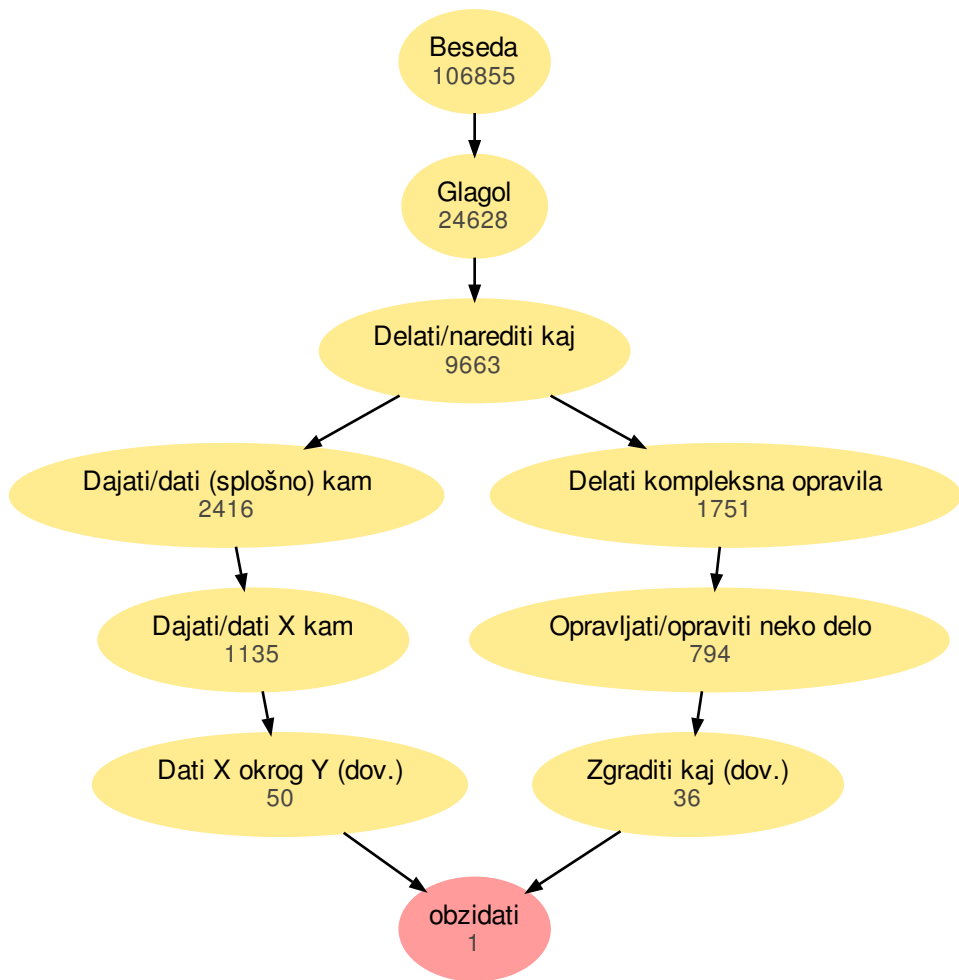 Beseda
106855
Glagol
24628
Delati/narediti kaj
9663
Dajati/dati (splošno) kam
2416
Delati kompleksna opravila
1751
Dajati/dati X kam
1135
Opravljati/opraviti neko delo
794
Dati X okrog Y (dov.)
50
Zgraditi kaj (dov.)
36
obzidati
1